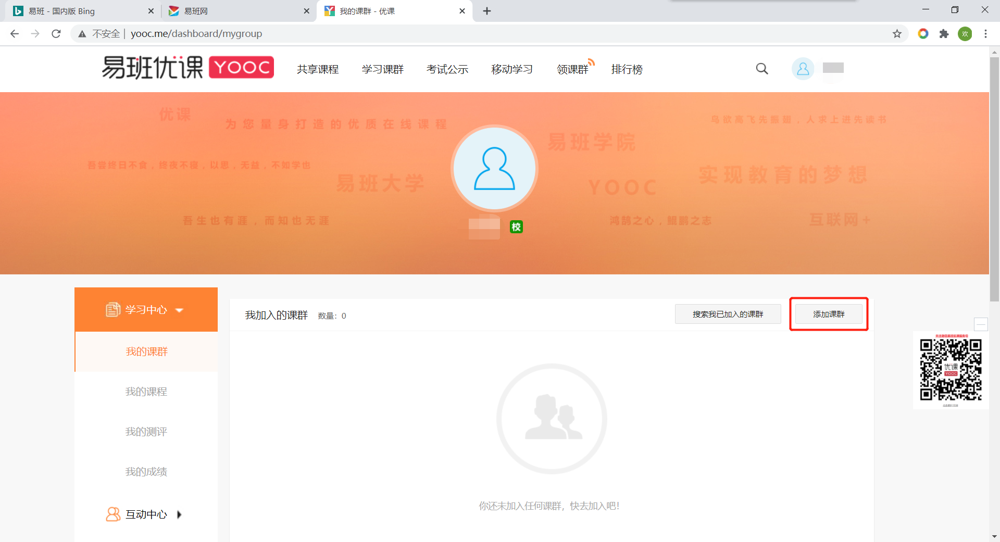 易班 - 国内版 Bing
易班网
我的课群 - 优课
不安全 | yooc.me/dashboard/mygroup
欢
易班优课 YOOC
共享课程 学习课群 考试公示 移动学习 领课群 排行榜
优课
为您量身打造的优质在线课程
鸟欲高飞先振翅，人求上进先读书
易班学院
吾尝终日不食，终夜不寝，以思，无益，不如学也
易班大学
YOOC
实现教育的梦想
吾生也有涯，而知也无涯
校
鸿鹄之心，鲲鹏之志
互联网+
学习中心
我加入的课群 数量：0
搜索我已加入的课群
添加课群
我的课群
我的课程
我的测评
我的成绩
互动中心
优课
YOOC
你还未加入任何课群，快去加入吧！